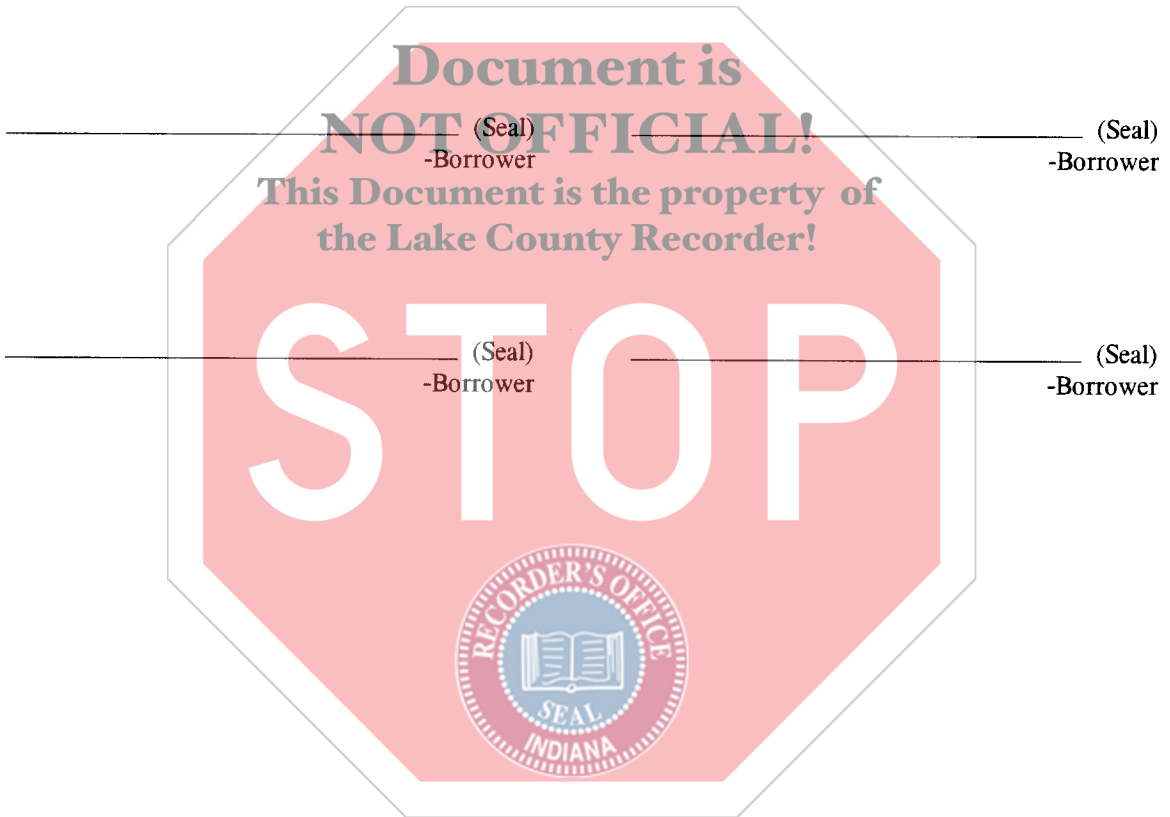 Document is
NOT OFFICIAL!
(Seal) (Seal)
-Borrower -Borrower
This Document is the property of
the Lake County Recorder!
STOP
(Seal) (Seal)
-Borrower -Borrower
RECORDER'S OFFICE
SEAL
INDIANA